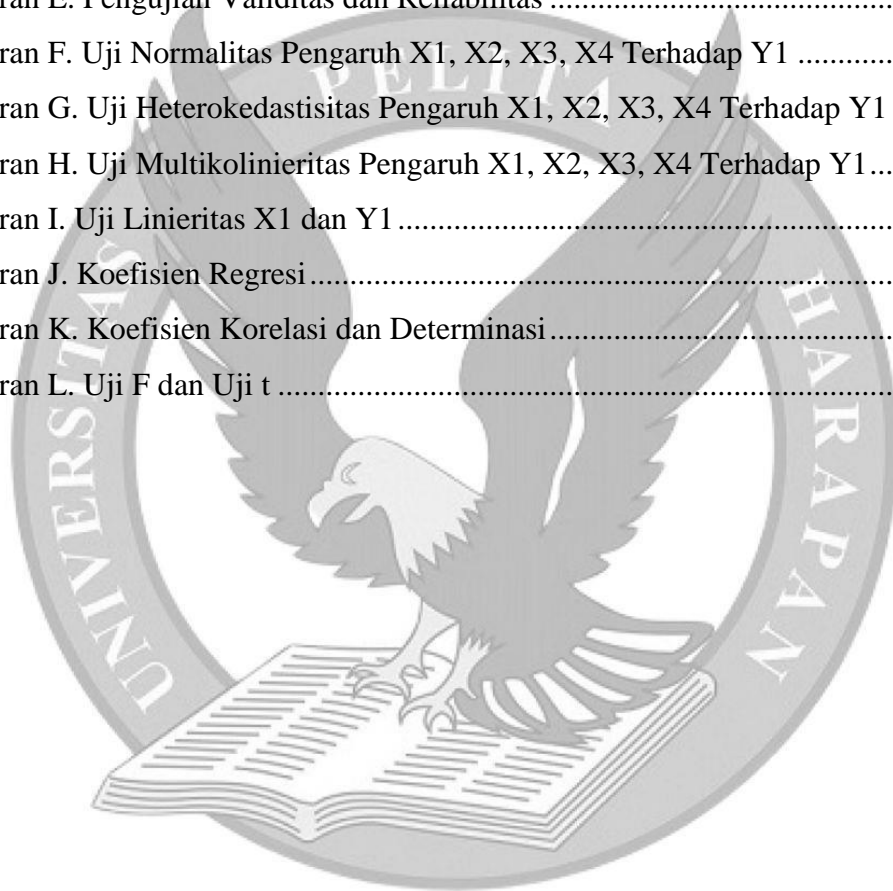 ran E. Pengujian Validitas dan Reliabilitas ..........................................
ran F. Uji Normalitas Pengaruh X1, X2, X3, X4 Terhadap Y1 ............
ran G. Uji Heterokedastisitas Pengaruh X1, X2, X3, X4 Terhadap Y1
ran H. Uji Multikolinieritas Pengaruh X1, X2, X3, X4 Terhadap Y1...
ran I. Uji Linieritas X1 dan Y1 ..............................................................
ran J. Koefisien Regresi .........................................................................
ran K. Koefisien Korelasi dan Determinasi ...........................................
ran L. Uji F dan Uji t .............................................................................
UNIVERSITAS PELITA HARAPAN